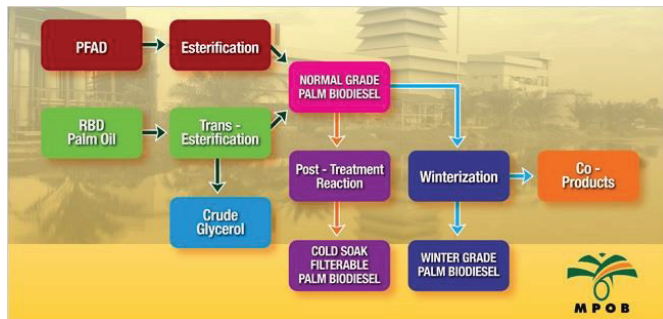 PFAD
Esterification
NORMAL GRADE
PALM BIODIESEL
RBD
Palm Oil
Trans -
Esterification
Post - Treatment
Reaction
Winterization
Co -
Products
Crude
Glycerol
COLD SOAK
FILTERABLE
PALM BIODIESEL
WINTER GRADE
PALM BIODIESEL
MPOB